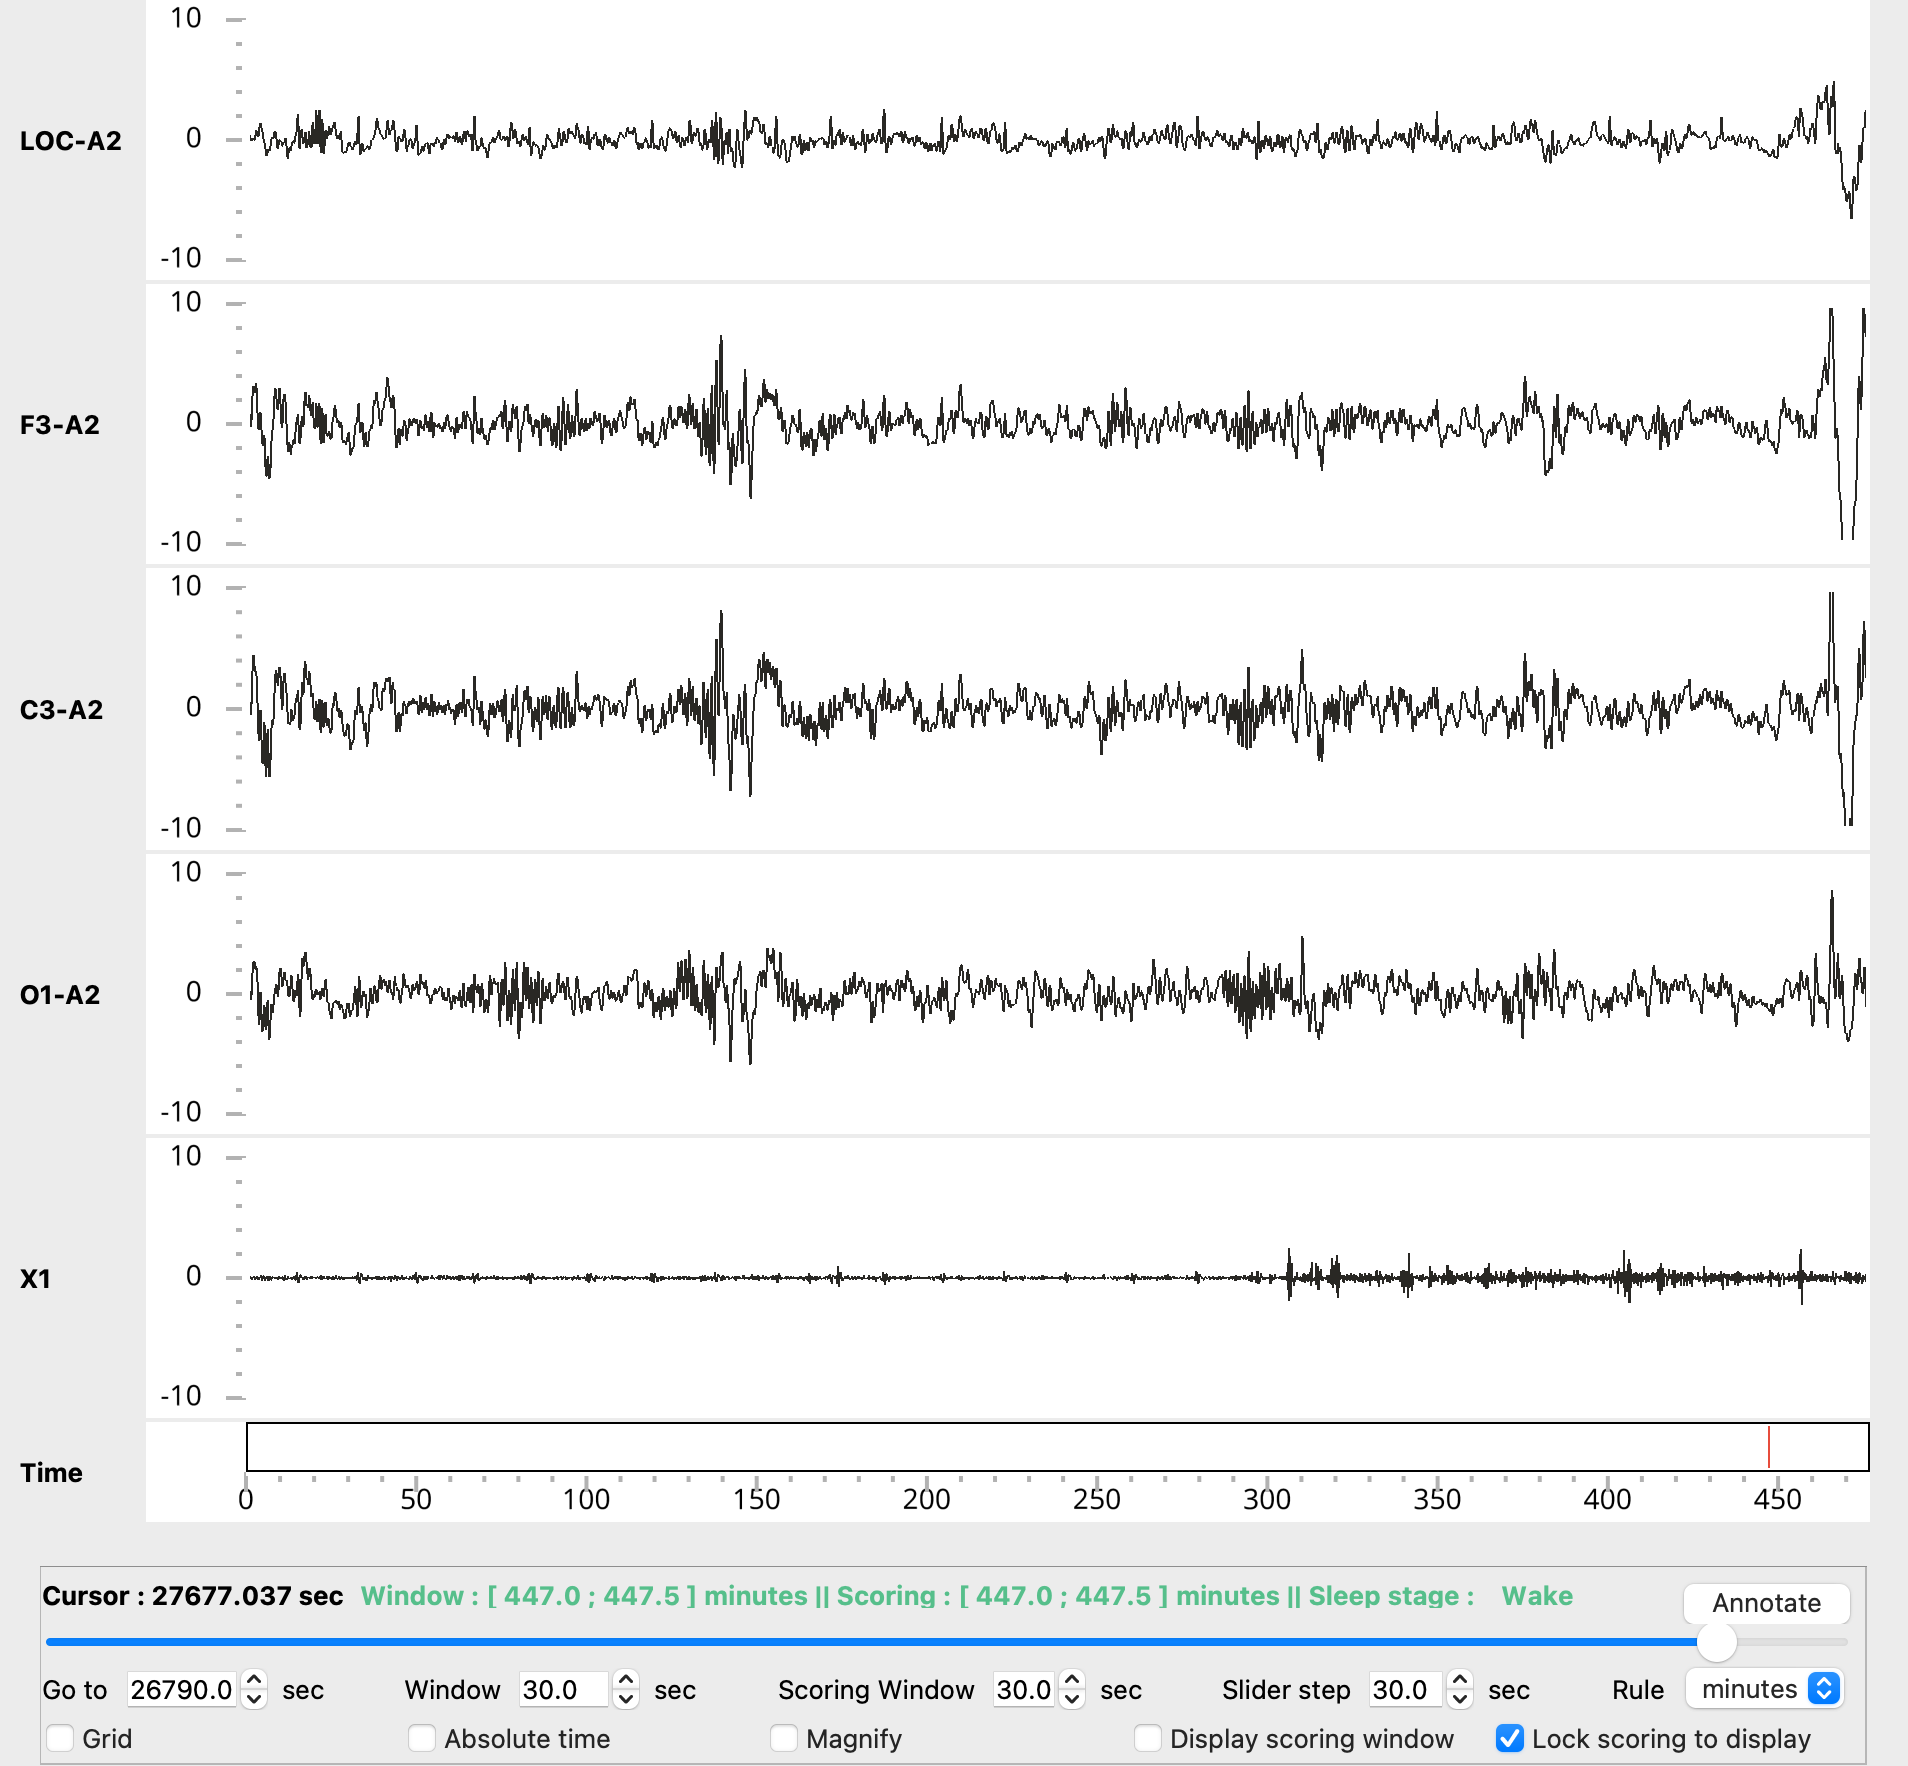 10
LOC-A2 0
-10
10
F3-A2 0
-10
10
C3-A2 0
-10
10
O1-A2 0
-10
10
X1 0
-10
Time
0 50 100 150 200 250 300 350 400 450
Cursor : 27677.037 sec Window : [ 447.0 ; 447.5 ] minutes || Scoring : [ 447.0 ; 447.5 ] minutes || Sleep stage : Wake Annotate
Go to 26790.0 sec Window 30.0 sec Scoring Window 30.0 sec Slider step 30.0 sec Rule minutes
Grid Absolute time Magnify Display scoring window Lock scoring to display